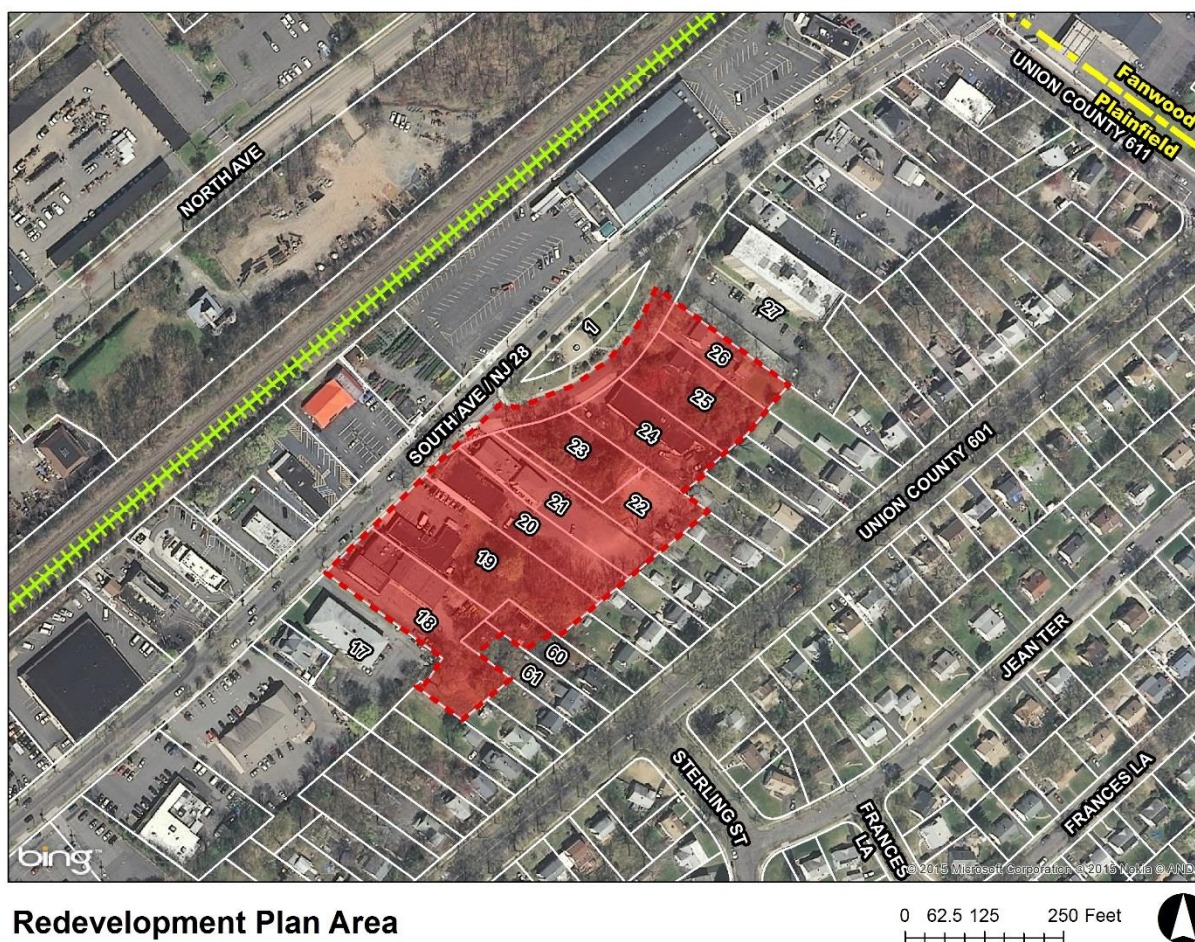 UNION COUNTY 611
Fanwood
Plainfield
NORTH AVE
SOUTH AVE / NJ 28
1
27
26
25
24
23
22
21
20
19
18
17
60
61
UNION COUNTY 601
JEAN TER
STERLING ST
FRANCES
LA
FRANCES LA
bing™
© 2015 Microsoft Corporation © 2015 Nokia © AND
Redevelopment Plan Area
0 62.5 125 250 Feet